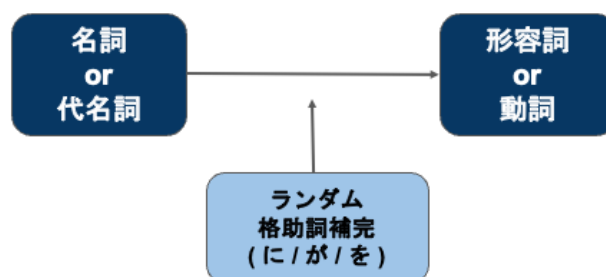 名詞
or
代名詞
形容詞
or
動詞
ランダム
格助詞補完
( に / が / を )